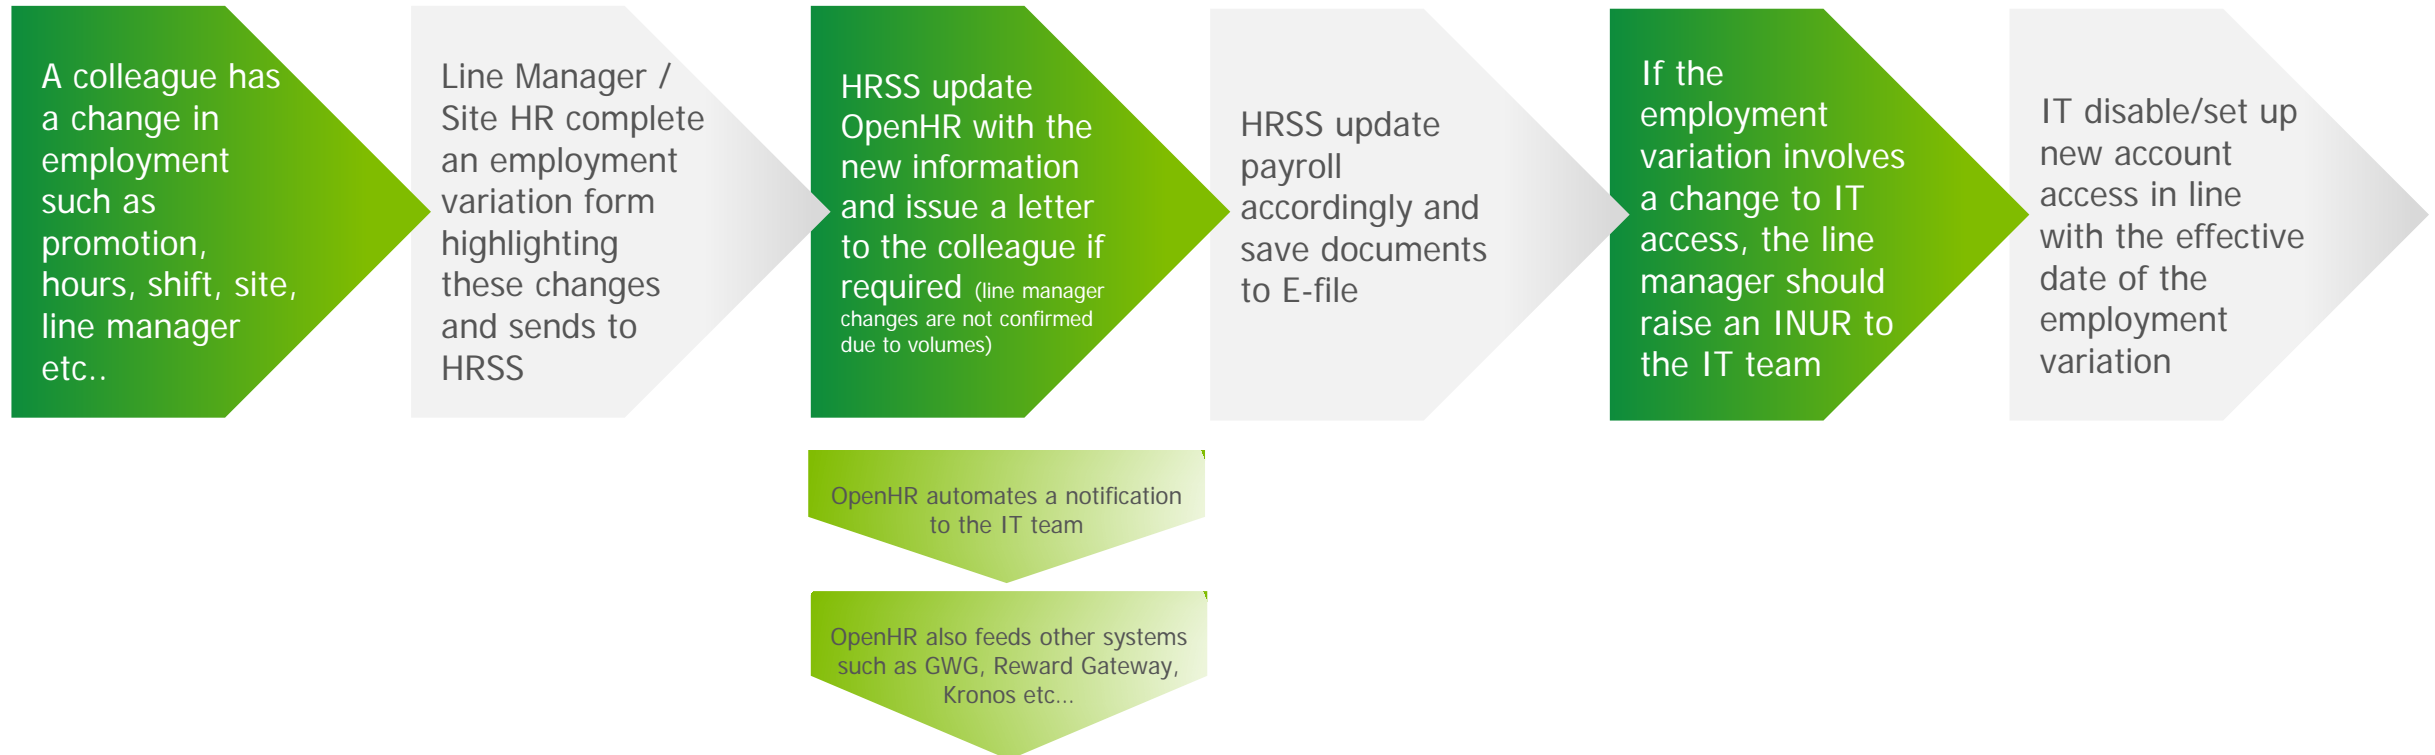 A colleague has
a change in
employment
such as
promotion,
hours, shift, site,
line manager
etc..
Line Manager /
Site HR complete
an employment
variation form
highlighting
these changes
and sends to
HRSS
HRSS update
OpenHR with the
new information
and issue a letter
to the colleague if
required (line manager
changes are not confirmed
due to volumes)
HRSS update
payroll
accordingly and
save documents
to E-file
If the
employment
variation involves
a change to IT
access, the line
manager should
raise an INUR to
the IT team
IT disable/set up
new account
access in line
with the effective
date of the
employment
variation
OpenHR automates a notification
to the IT team
OpenHR also feeds other systems
such as GWG, Reward Gateway,
Kronos etc...